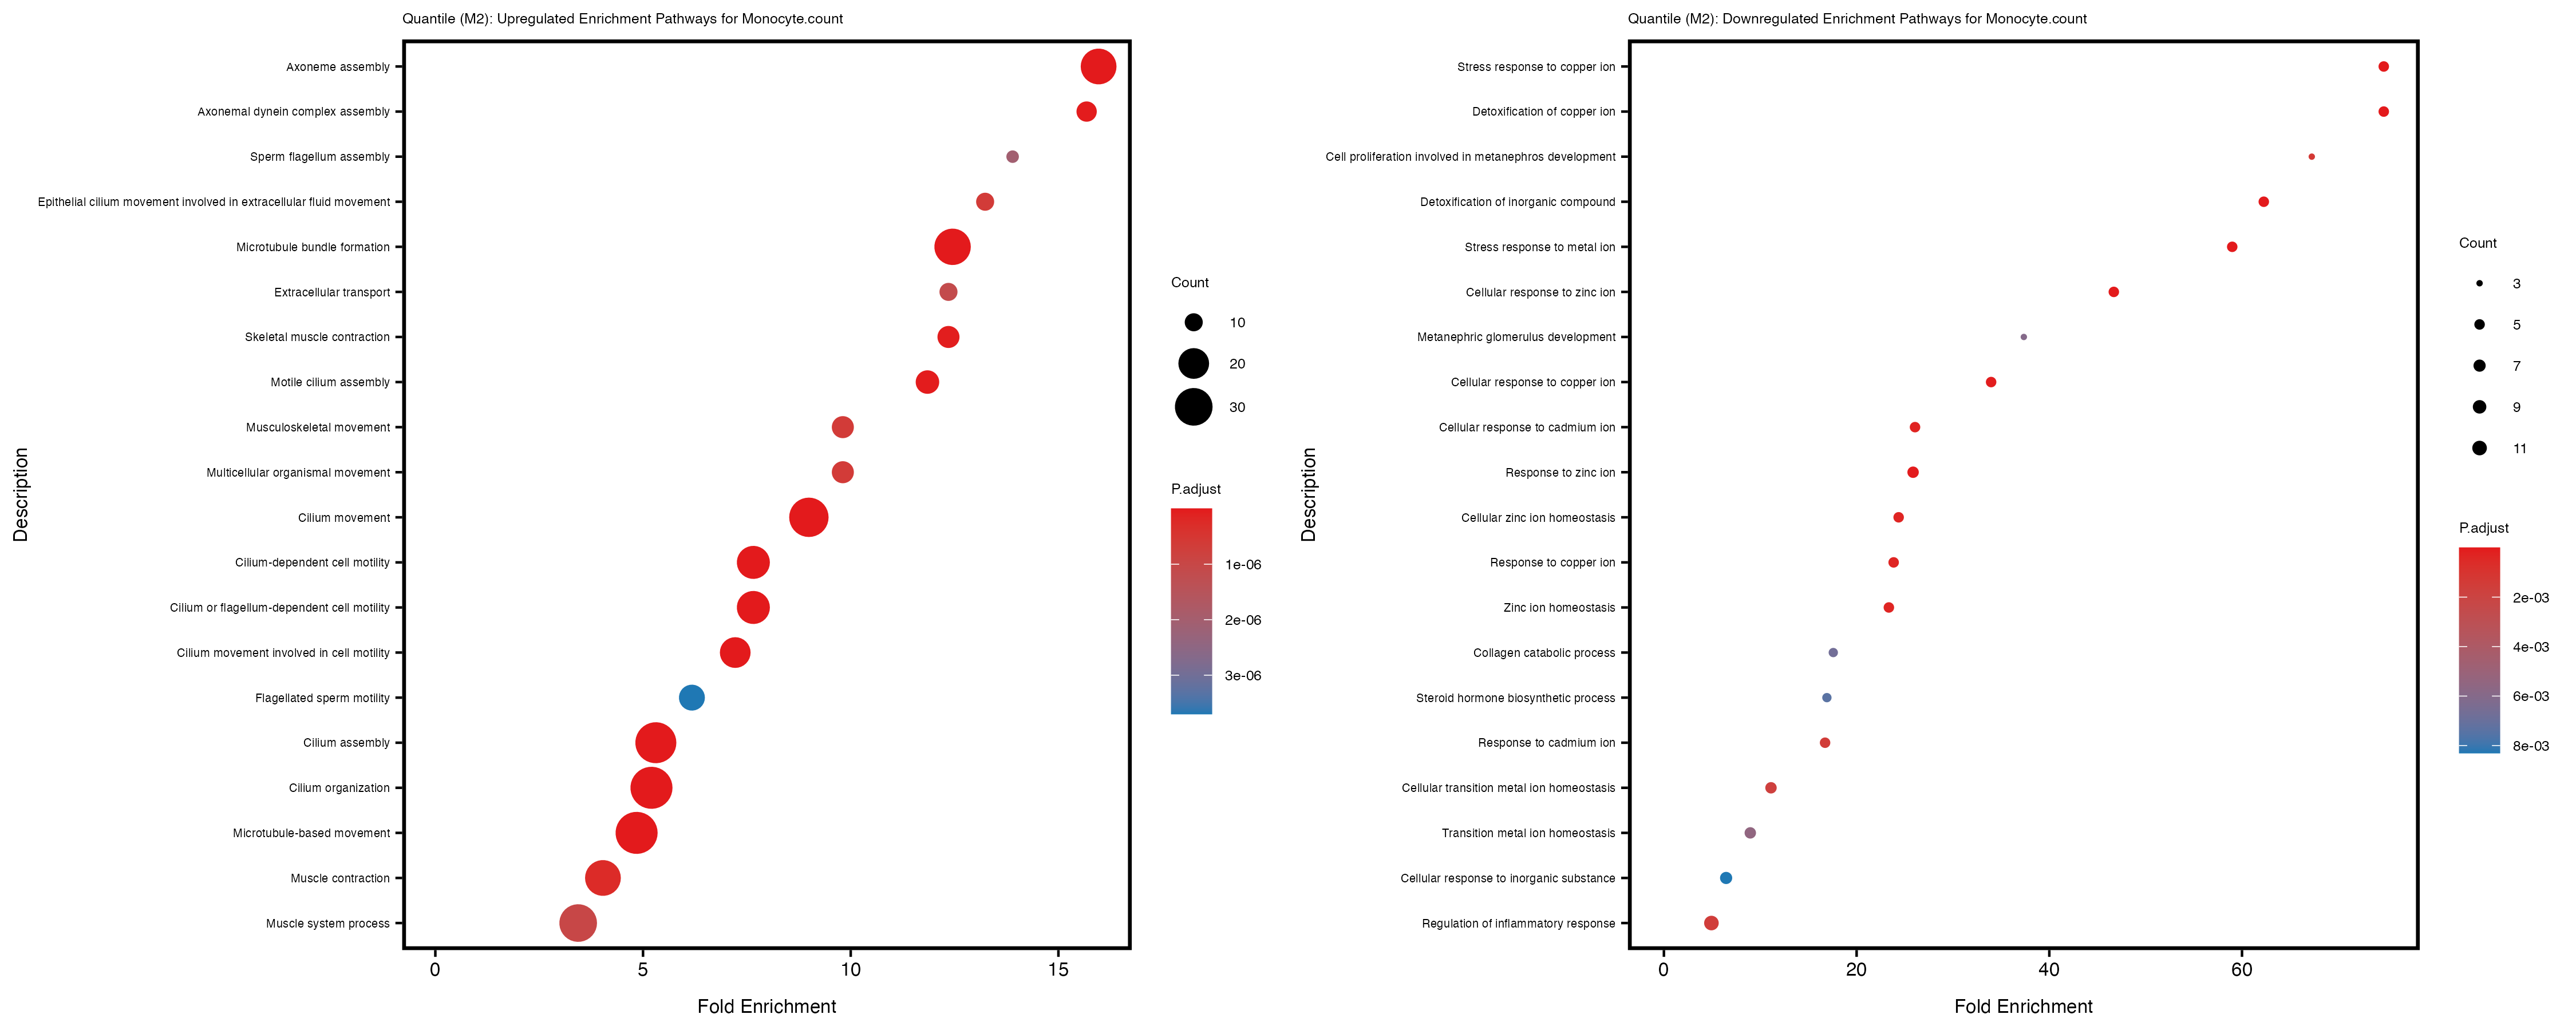 Quantile (M2): Upregulated Enrichment Pathways for Monocyte.count
Description
Axoneme assembly
Axonemal dynein complex assembly
Sperm flagellum assembly
Epithelial cilium movement involved in extracellular fluid movement
Microtubule bundle formation
Extracellular transport
Skeletal muscle contraction
Motile cilium assembly
Musculoskeletal movement
Multicellular organismal movement
Cilium movement
Cilium-dependent cell motility
Cilium or flagellum-dependent cell motility
Cilium movement involved in cell motility
Flagellated sperm motility
Cilium assembly
Cilium organization
Microtubule-based movement
Muscle contraction
Muscle system process
0 5 10 15
Fold Enrichment
Count
10
20
30
P.adjust
1e-06
2e-06
3e-06
Quantile (M2): Downregulated Enrichment Pathways for Monocyte.count
Description
Stress response to copper ion
Detoxification of copper ion
Cell proliferation involved in metanephros development
Detoxification of inorganic compound
Stress response to metal ion
Cellular response to zinc ion
Metanephric glomerulus development
Cellular response to copper ion
Cellular response to cadmium ion
Response to zinc ion
Cellular zinc ion homeostasis
Response to copper ion
Zinc ion homeostasis
Collagen catabolic process
Steroid hormone biosynthetic process
Response to cadmium ion
Cellular transition metal ion homeostasis
Transition metal ion homeostasis
Cellular response to inorganic substance
Regulation of inflammatory response
0 20 40 60
Fold Enrichment
Count
3
5
7
9
11
P.adjust
2e-03
4e-03
6e-03
8e-03